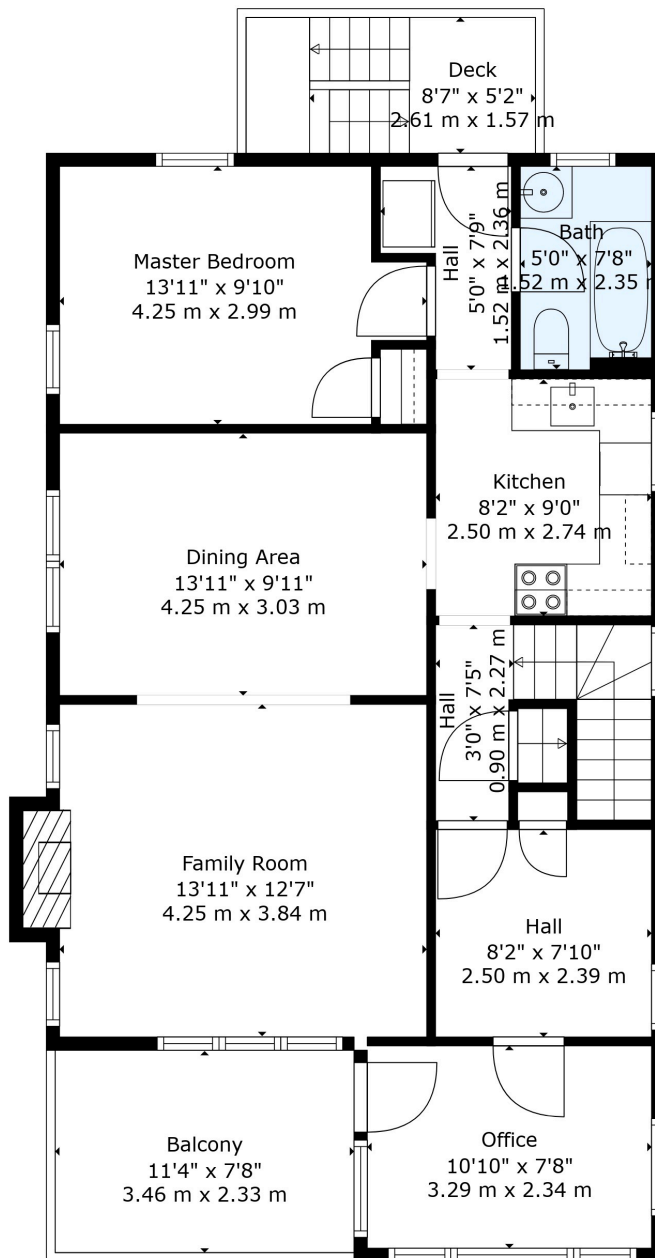 Deck
8'7" x 5'2"
2.61 m x 1.57 m
Master Bedroom
13'11" x 9'10"
4.25 m x 2.99 m
Hall
5'0" x 7'9"
1.52 m x 2.36 m
Bath
5'0" x 7'8"
1.52 m x 2.35 m
Kitchen
8'2" x 9'0"
2.50 m x 2.74 m
Dining Area
13'11" x 9'11"
4.25 m x 3.03 m
Hall
3'0" x 7'5"
0.90 m x 2.27 m
Family Room
13'11" x 12'7"
4.25 m x 3.84 m
Hall
8'2" x 7'10"
2.50 m x 2.39 m
Balcony
11'4" x 7'8"
3.46 m x 2.33 m
Office
10'10" x 7'8"
3.29 m x 2.34 m